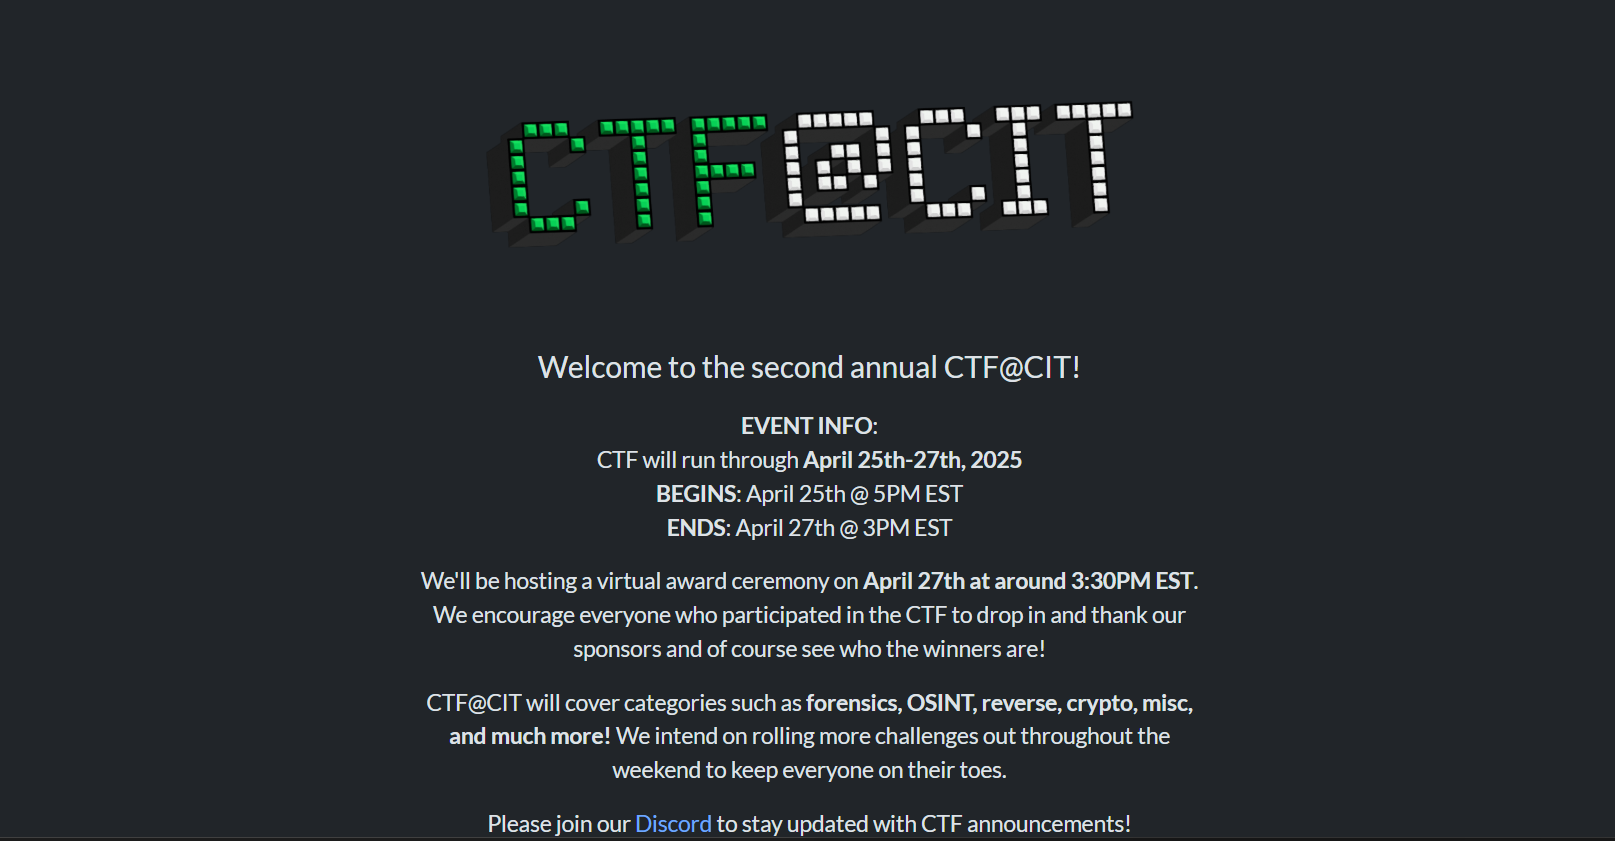 CTF@CIT
Welcome to the second annual CTF@CIT!
EVENT INFO:
CTF will run through April 25th-27th, 2025
BEGINS: April 25th @ 5PM EST
ENDS: April 27th @ 3PM EST
We'll be hosting a virtual award ceremony on April 27th at around 3:30PM EST.
We encourage everyone who participated in the CTF to drop in and thank our
sponsors and of course see who the winners are!
CTF@CIT will cover categories such as forensics, OSINT, reverse, crypto, misc,
and much more! We intend on rolling more challenges out throughout the
weekend to keep everyone on their toes.
Please join our Discord to stay updated with CTF announcements!